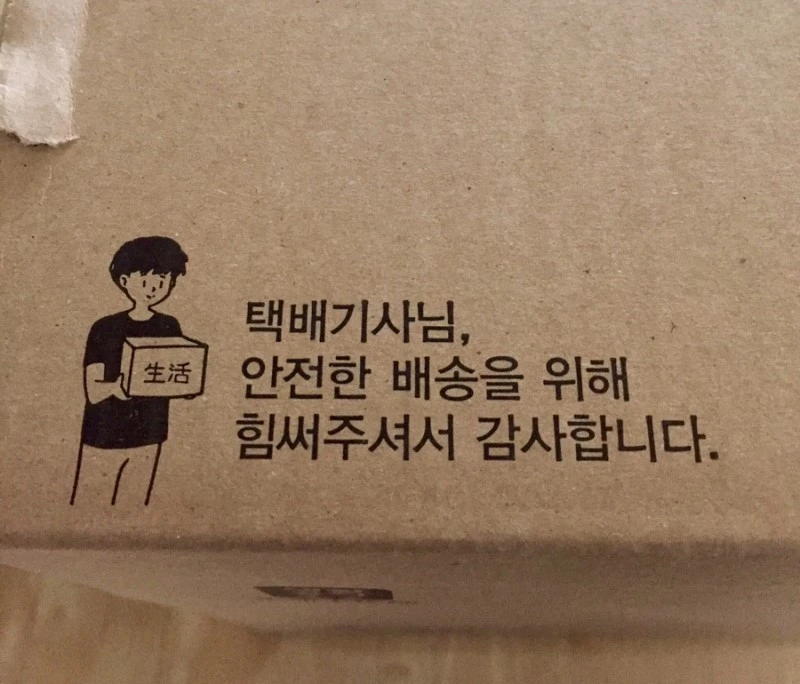 生活
택배기사님,
안전한 배송을 위해
힘써주셔서 감사합니다.